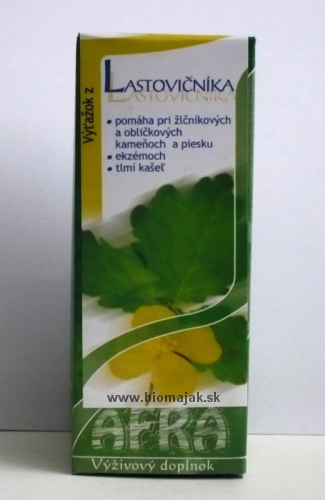 Výťažok z
LASTOVIČNÍKA
• pomáha pri žlčníkových
a obličkových
kameňoch a piesku
• ekzémoch
• tlmí kašeľ
www.biomajak.sk
AFRA
Výživový doplnok